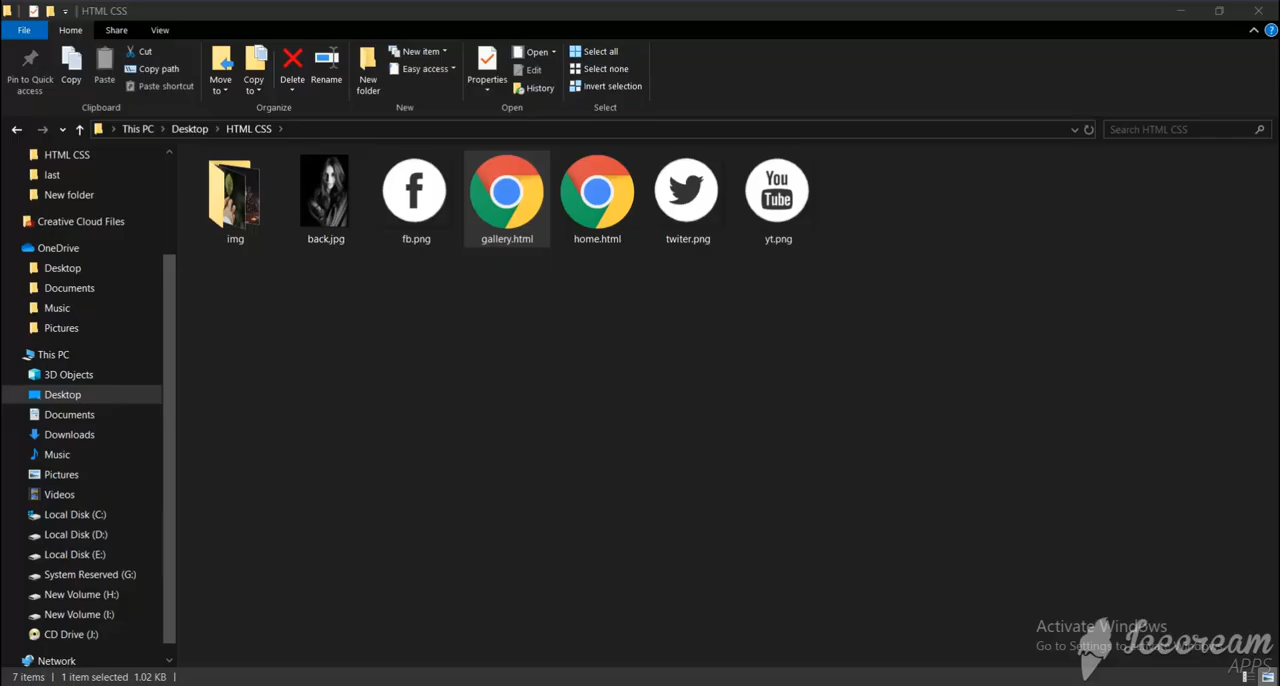 HTML CSS
File Home Share View
Pin to Quick access
Copy
Paste
Cut
Copy path
Paste shortcut
Clipboard
Move to
Copy to
Delete
Rename
Organize
New folder
New item
Easy access
New
Properties
Open
Edit
History
Open
Select all
Select none
Invert selection
Select
This PC Desktop HTML CSS
Search HTML CSS
HTML CSS
last
New folder
Creative Cloud Files
OneDrive
Desktop
Documents
Music
Pictures
This PC
3D Objects
Desktop
Documents
Downloads
Music
Pictures
Videos
Local Disk (C:)
Local Disk (D:)
Local Disk (E:)
System Reserved (G:)
New Volume (H:)
New Volume (I:)
CD Drive (J:)
Network
You
Tube
img back.jpg fb.png gallery.html home.html twiter.png yt.png
Activate Windows
Go to Settings to
Icecream
APPS
7 items 1 item selected 1.02 KB